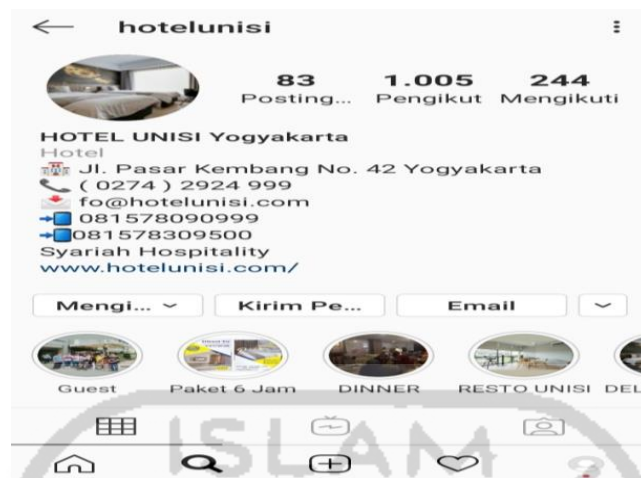 hotelunisi
83 1.005 244
Posting... Pengikut Mengikuti
HOTEL UNISI Yogyakarta
Hotel
Jl. Pasar Kembang No. 42 Yogyakarta
( 0274 ) 2924 999
fo@hotelunisi.com
081578090999
081578309500
Syariah Hospitality
www.hotelunisi.com/
Mengi... Kirim Pe... Email
Guest Paket 6 Jam DINNER RESTO UNISI DEL
ISLAM